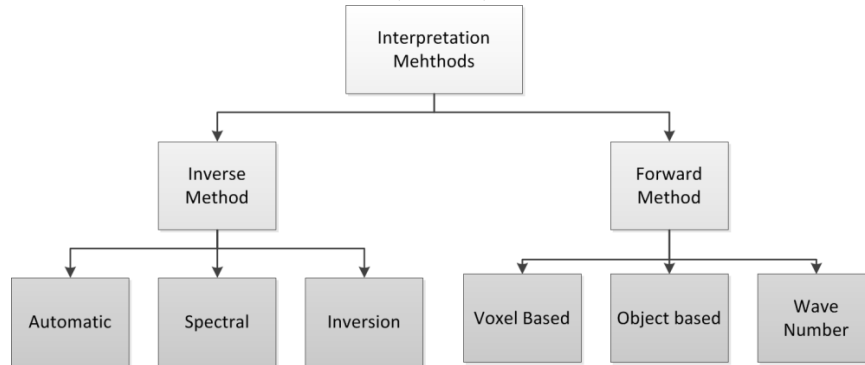 Interpretation
Mehthods
Inverse
Method
Forward
Method
Automatic
Spectral
Inversion
Voxel Based
Object based
Wave
Number